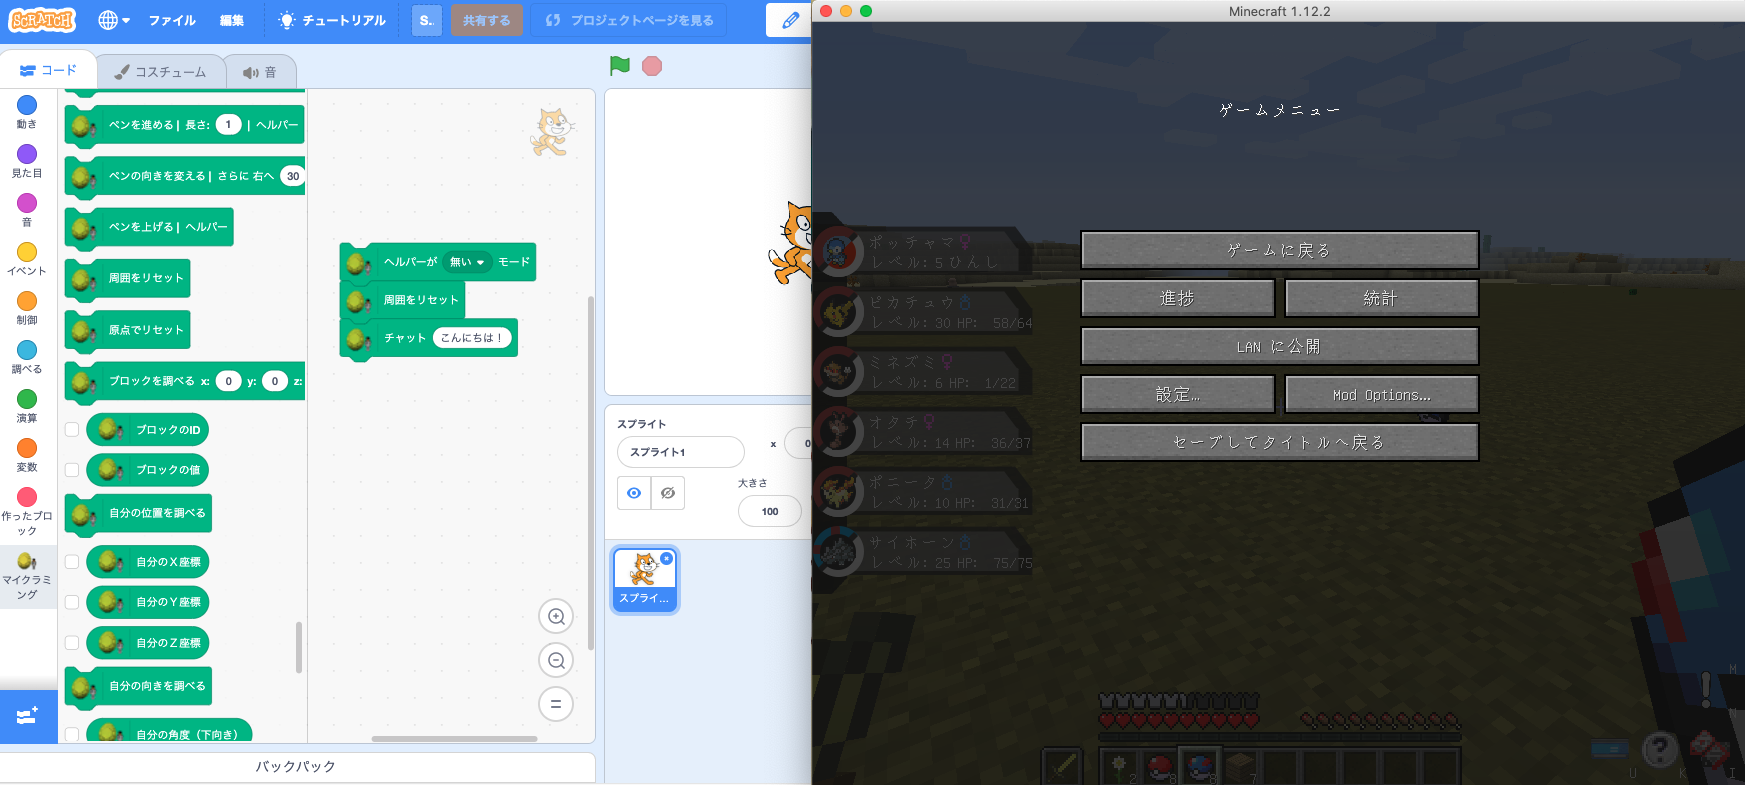 SCRATCH
ファイル
編集
チュートリアル
S..
共有する
プロジェクトページを見る
コード
コスチューム
音
動き
見た目
音
イベント
制御
調べる
演算
変数
作ったブロ
ック
マイクラミ
ング
ペンを進める | 長さ: 1 | ヘルパー
ペンの向きを変える | さらに 右へ 30
ペンを上げる | ヘルパー
周囲をリセット
原点でリセット
ブロックを調べる x: 0 y: 0 z:
ブロックのID
ブロックの値
自分の位置を調べる
自分のX座標
自分のY座標
自分のZ座標
自分の向きを調べる
自分の角度（下向き）
ヘルパーが 無い モード
周囲をリセット
チャット こんにちは！
バックパック
スプライト
スプライト1
x 0
大きさ
100
スプライ...
Minecraft 1.12.2
ゲームメニュー
ゲームに戻る
進捗
統計
LAN に公開
設定...
Mod Options...
セーブしてタイトルへ戻る
ポッチャマ♀
レベル: 5 ひんし
ピカチュウ♂
レベル: 30 HP: 58/64
ミネズミ♀
レベル: 6 HP: 1/22
オタチ♀
レベル: 14 HP: 36/37
ポニータ♂
レベル: 10 HP: 31/31
サイホーン♂
レベル: 25 HP: 75/75
2
8
8
7
M
N
?
U
K
I